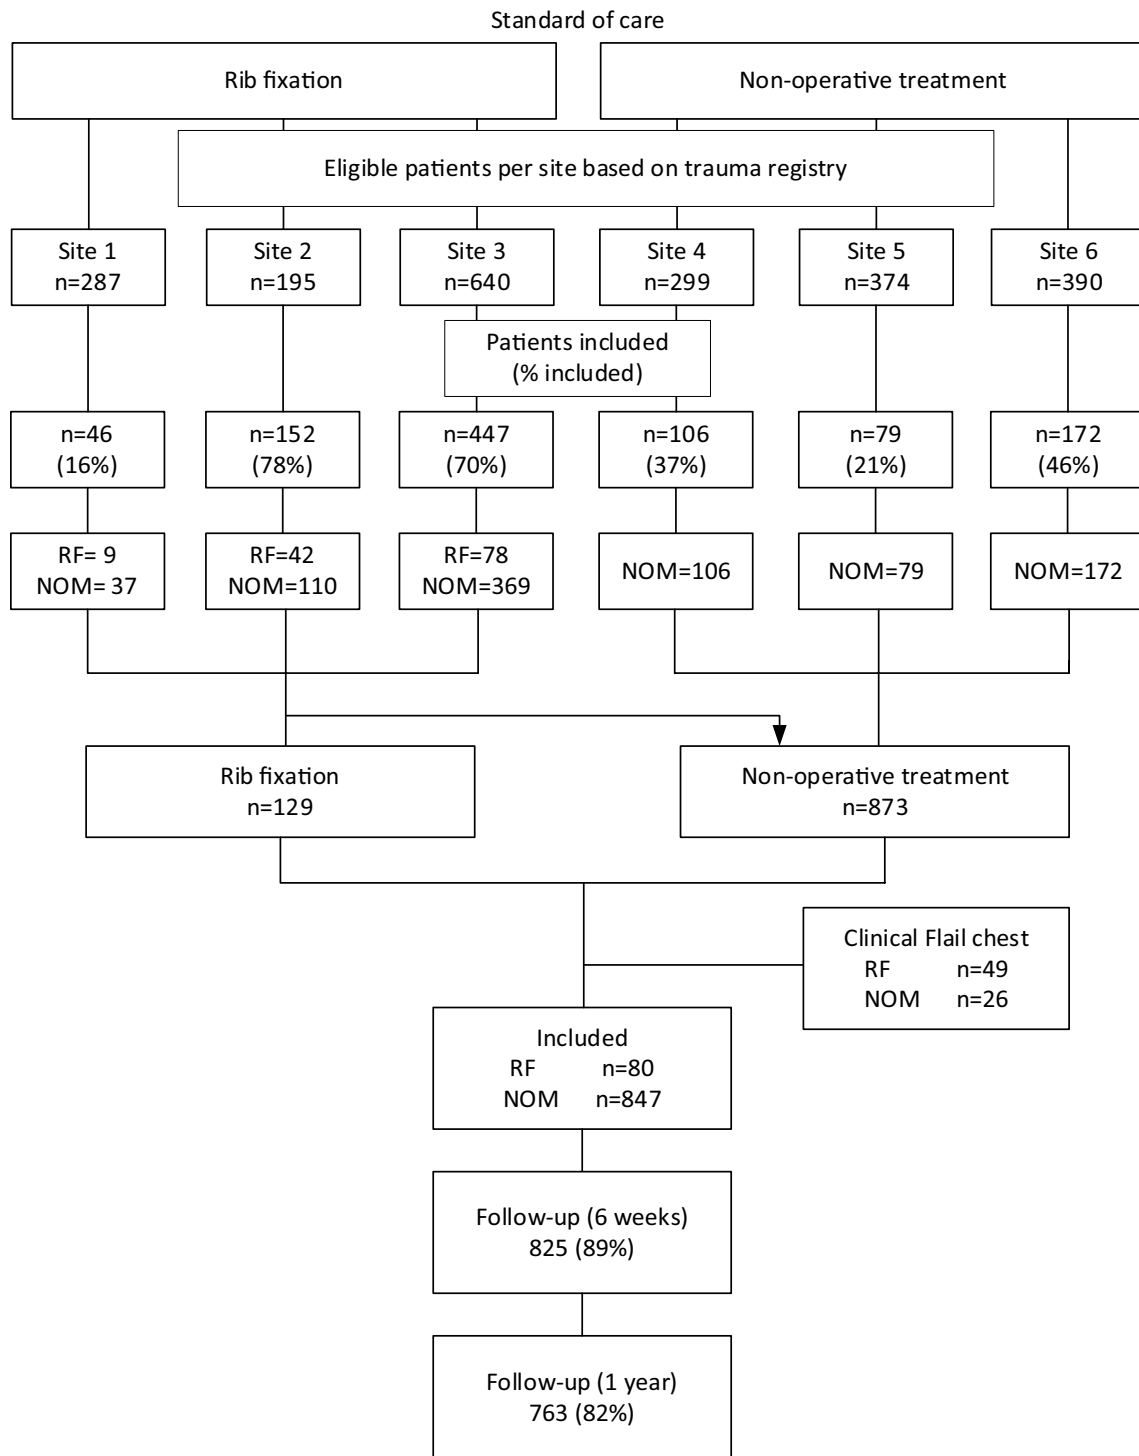 Standard of care
Rib fixation
Non-operative treatment
Eligible patients per site based on trauma registry
Site 1
n=287
Site 2
n=195
Site 3
n=640
Site 4
n=299
Site 5
n=374
Site 6
n=390
Patients included
(% included)
n=46
(16%)
n=152
(78%)
n=447
(70%)
n=106
(37%)
n=79
(21%)
n=172
(46%)
RF= 9
NOM= 37
RF=42
NOM=110
RF=78
NOM=369
NOM=106
NOM=79
NOM=172
Rib fixation
n=129
Non-operative treatment
n=873
Clinical Flail chest
RF n=49
NOM n=26
Included
RF n=80
NOM n=847
Follow-up (6 weeks)
825 (89%)
Follow-up (1 year)
763 (82%)